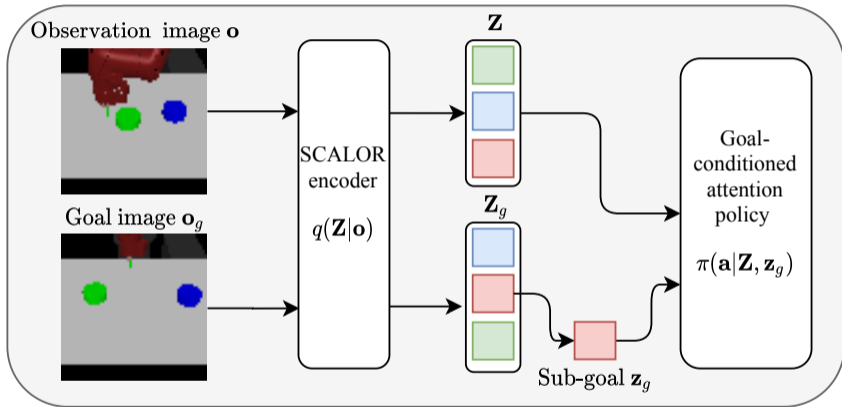 Observation image o
Z
SCALOR
encoder
q(Z|o)
Goal-
conditioned
attention
policy
π(a|Z, z_g)
Goal image o_g
Z_g
Sub-goal z_g